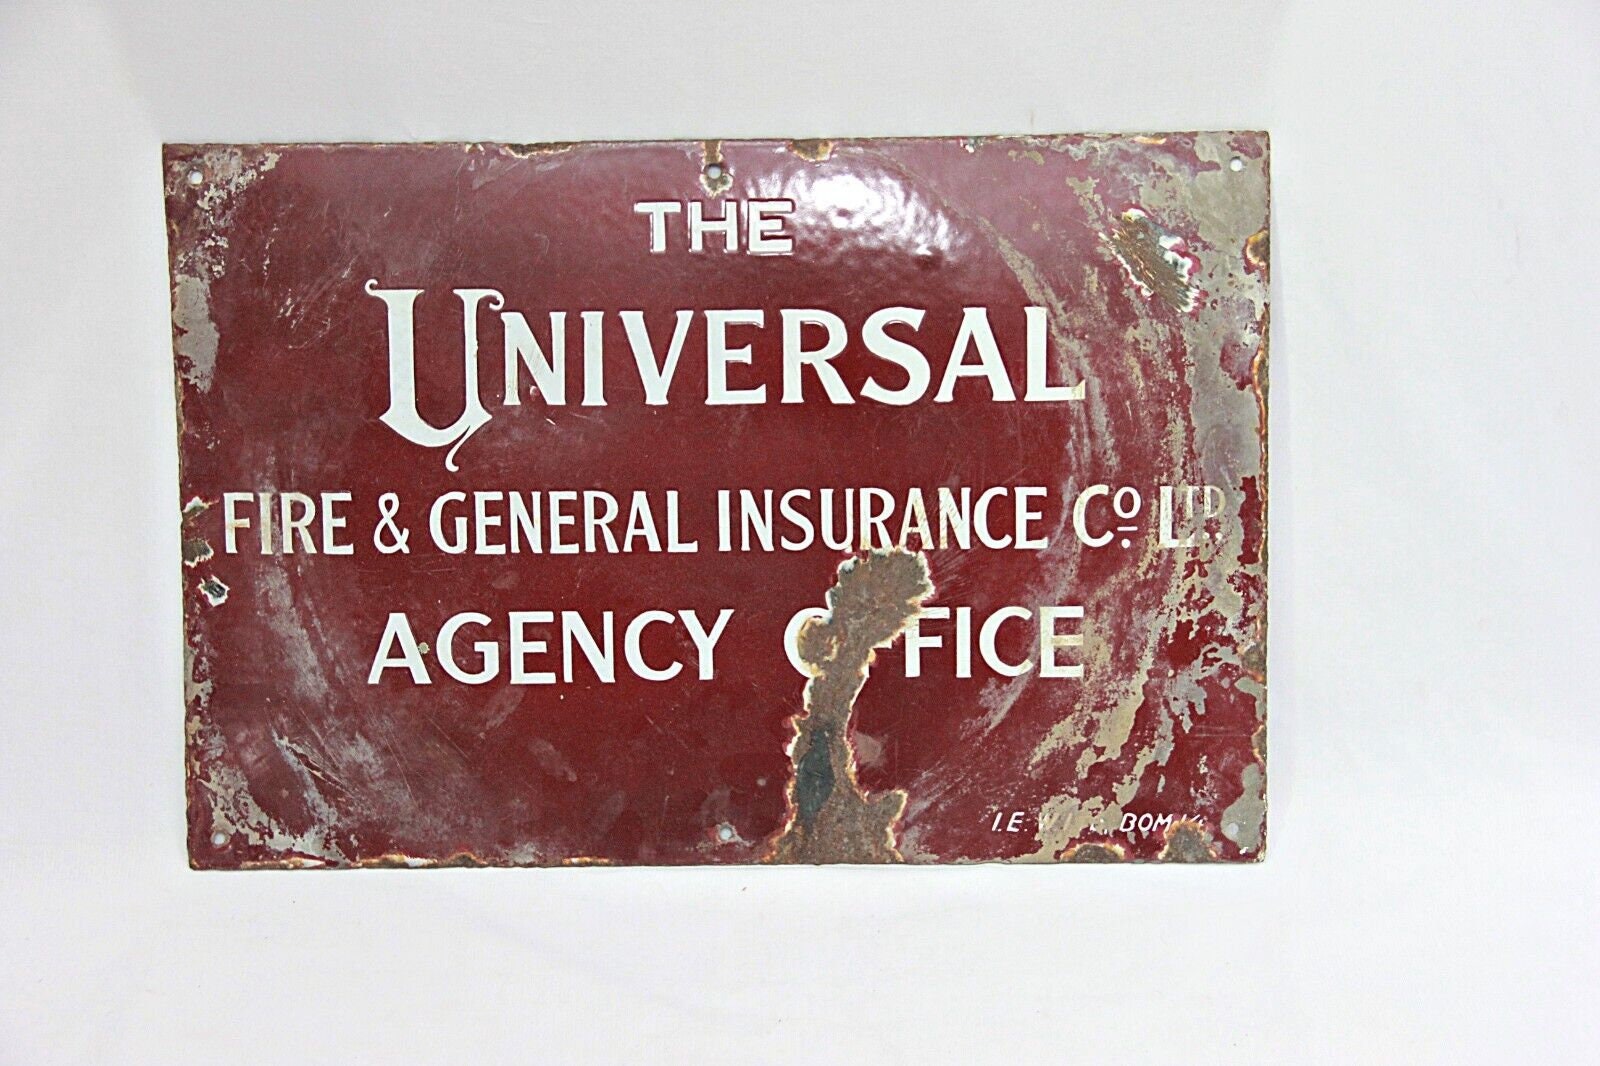 THE
UNIVERSAL
FIRE & GENERAL INSURANCE Co. LTD.
AGENCY OFFICE
I.E.